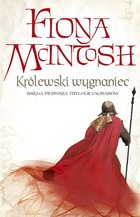 FIONA
McINTOSH
Królewski wygnaniec
KSIĘGA PIERWSZA TRYLOGII VALISARÓW